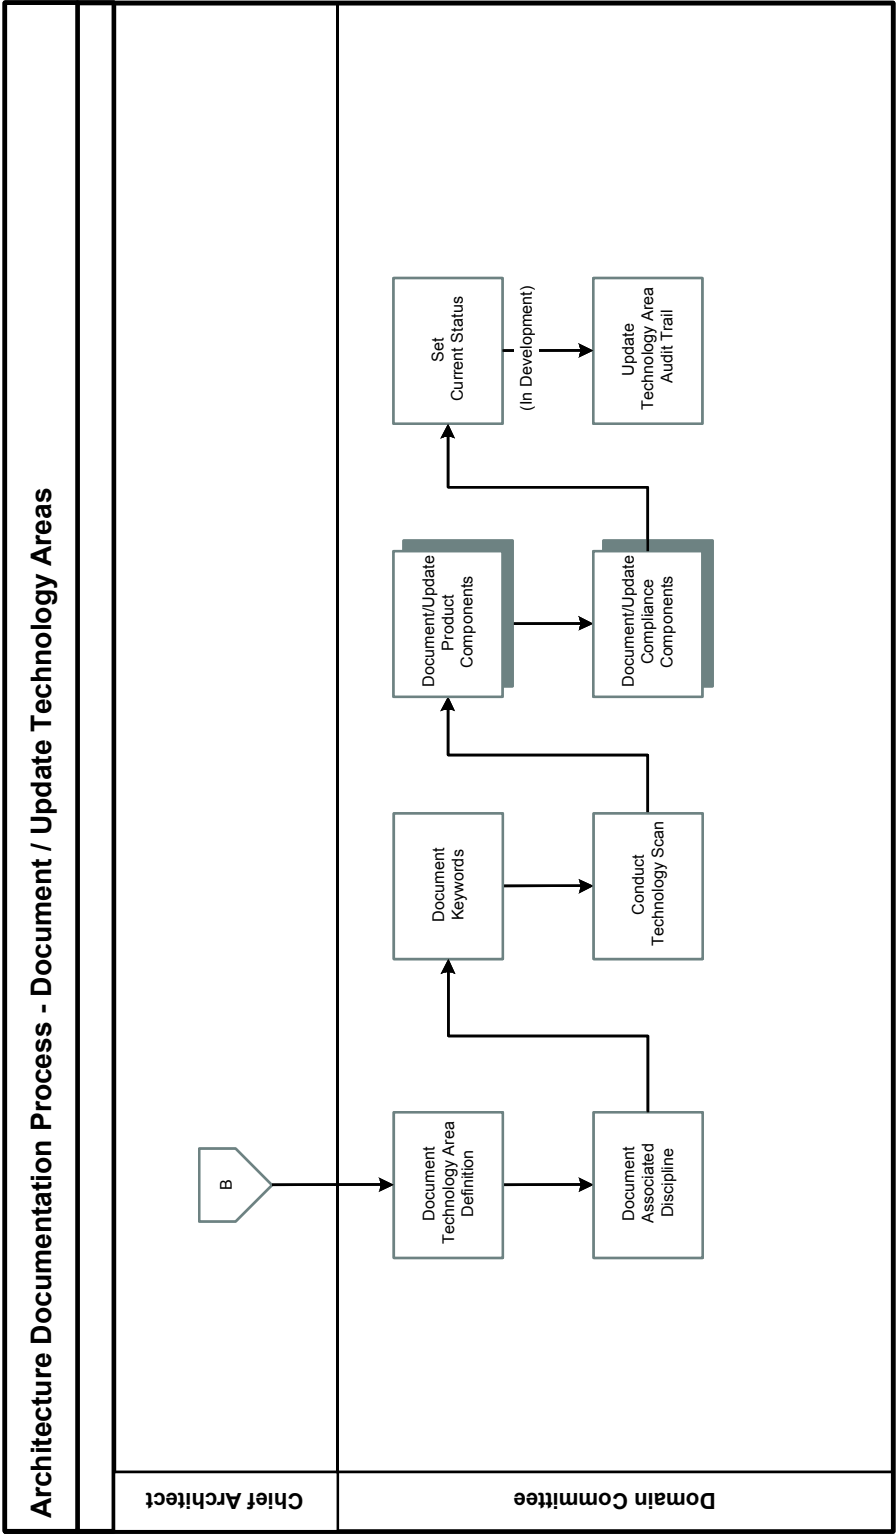 Architecture Documentation Process - Document / Update Technology Areas
Chief Architect
B
Domain Committee
Document
Technology Area
Definition
Document
Associated
Discipline
Document
Keywords
Conduct
Technology Scan
Document/Update
Product
Components
Document/Update
Compliance
Components
Set
Current Status
(In Development)
Update
Technology Area
Audit Trail